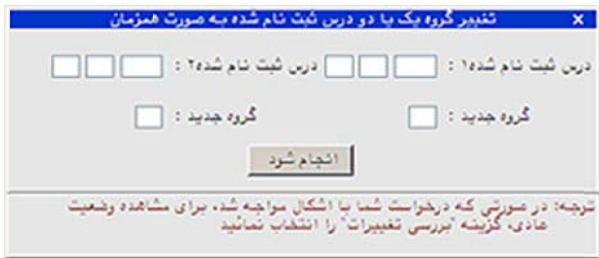 تغییر گروه یک یا دو درس ثبت نام شده به صورت همزمان
درس ثبت نام شده۱ : درس ثبت نام شده۲ :
گروه جدید : گروه جدید :
انجام شود
توجه: در صورتی که درخواست شما با اشکال مواجه شد، برای مشاهده وضعیت
عادی، گزینه "بررسی تغییرات" را انتخاب نمائید